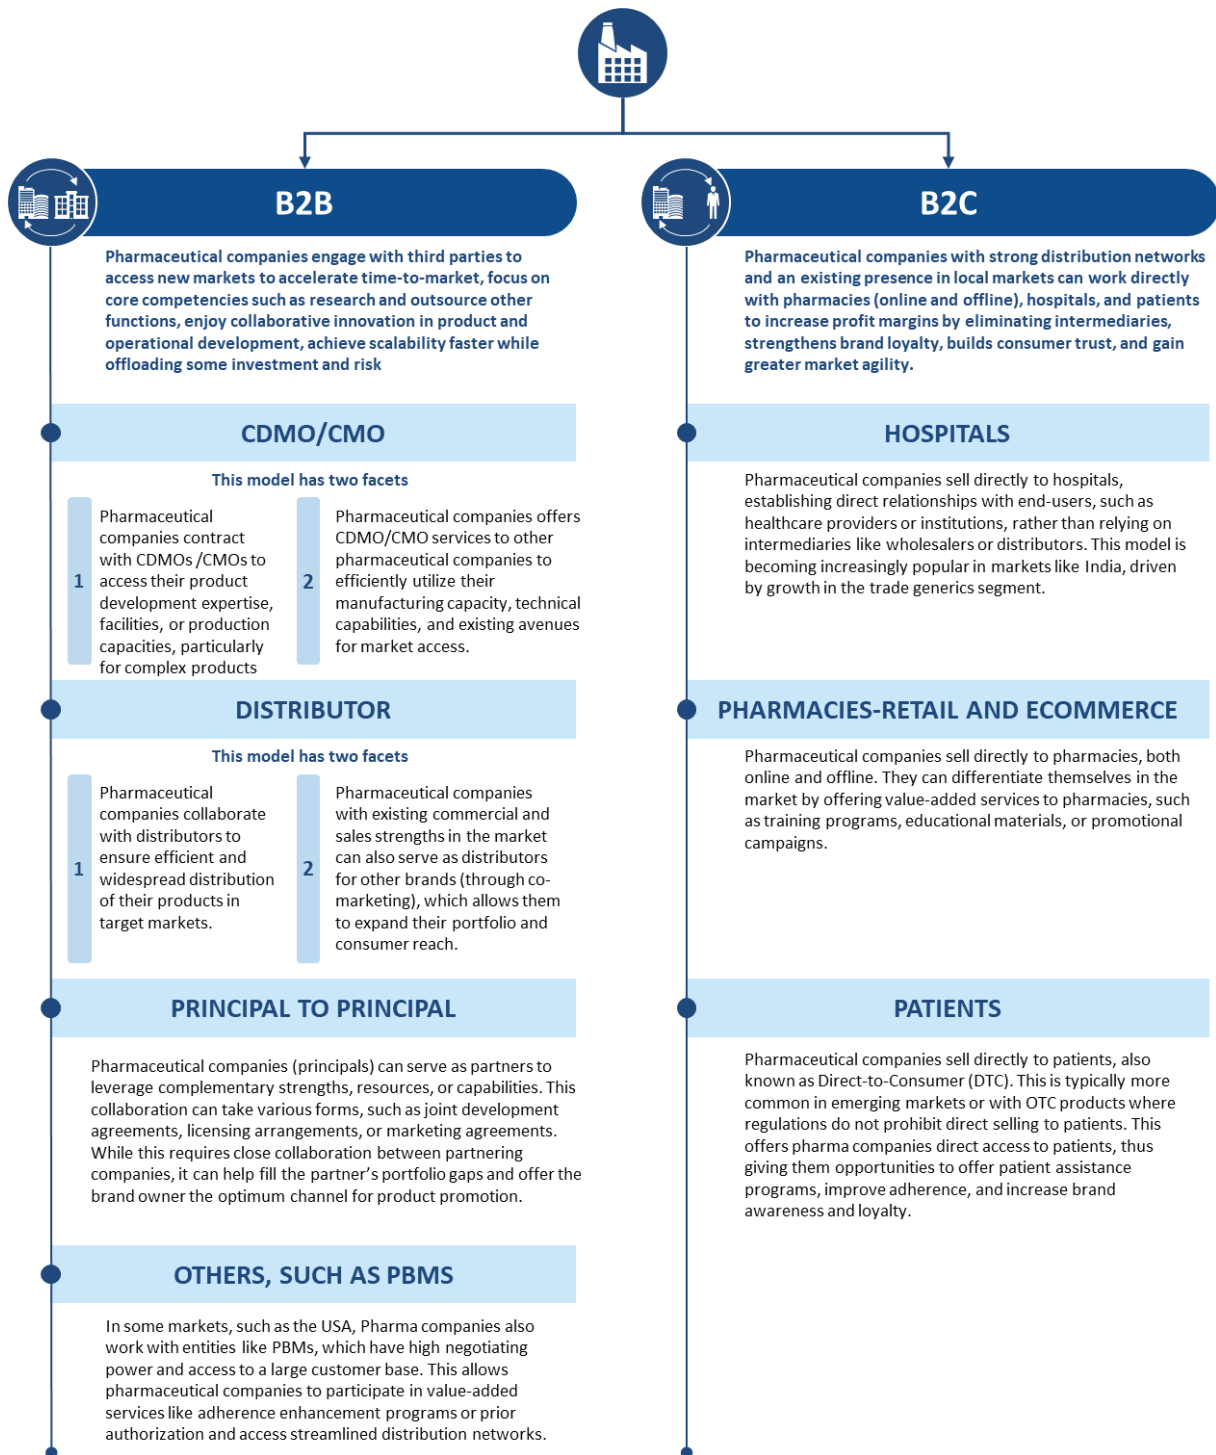 B2B
Pharmaceutical companies engage with third parties to
access new markets to accelerate time-to-market, focus on
core competencies such as research and outsource other
functions, enjoy collaborative innovation in product and
operational development, achieve scalability faster while
offloading some investment and risk
CDMO/CMO
This model has two facets
1
Pharmaceutical
companies contract
with CDMOs /CMOs to
access their product
development expertise,
facilities, or production
capacities, particularly
for complex products
2
Pharmaceutical companies offers
CDMO/CMO services to other
pharmaceutical companies to
efficiently utilize their
manufacturing capacity, technical
capabilities, and existing avenues
for market access.
DISTRIBUTOR
This model has two facets
1
Pharmaceutical
companies collaborate
with distributors to
ensure efficient and
widespread distribution
of their products in
target markets.
2
Pharmaceutical companies
with existing commercial and
sales strengths in the market
can also serve as distributors
for other brands (through co-
marketing), which allows them
to expand their portfolio and
consumer reach.
PRINCIPAL TO PRINCIPAL
Pharmaceutical companies (principals) can serve as partners to
leverage complementary strengths, resources, or capabilities. This
collaboration can take various forms, such as joint development
agreements, licensing arrangements, or marketing agreements.
While this requires close collaboration between partnering
companies, it can help fill the partner's portfolio gaps and offer the
brand owner the optimum channel for product promotion.
OTHERS, SUCH AS PBMS
In some markets, such as the USA, Pharma companies also
work with entities like PBMs, which have high negotiating
power and access to a large customer base. This allows
pharmaceutical companies to participate in value-added
services like adherence enhancement programs or prior
authorization and access streamlined distribution networks.
B2C
Pharmaceutical companies with strong distribution networks
and an existing presence in local markets can work directly
with pharmacies (online and offline), hospitals, and patients
to increase profit margins by eliminating intermediaries,
strengthens brand loyalty, builds consumer trust, and gain
greater market agility.
HOSPITALS
Pharmaceutical companies sell directly to hospitals,
establishing direct relationships with end-users, such as
healthcare providers or institutions, rather than relying on
intermediaries like wholesalers or distributors. This model is
becoming increasingly popular in markets like India, driven
by growth in the trade generics segment.
PHARMACIES-RETAIL AND ECOMMERCE
Pharmaceutical companies sell directly to pharmacies, both
online and offline. They can differentiate themselves in the
market by offering value-added services to pharmacies, such
as training programs, educational materials, or promotional
campaigns.
PATIENTS
Pharmaceutical companies sell directly to patients, also
known as Direct-to-Consumer (DTC). This is typically more
common in emerging markets or with OTC products where
regulations do not prohibit direct selling to patients. This
offers pharma companies direct access to patients, thus
giving them opportunities to offer patient assistance
programs, improve adherence, and increase brand
awareness and loyalty.